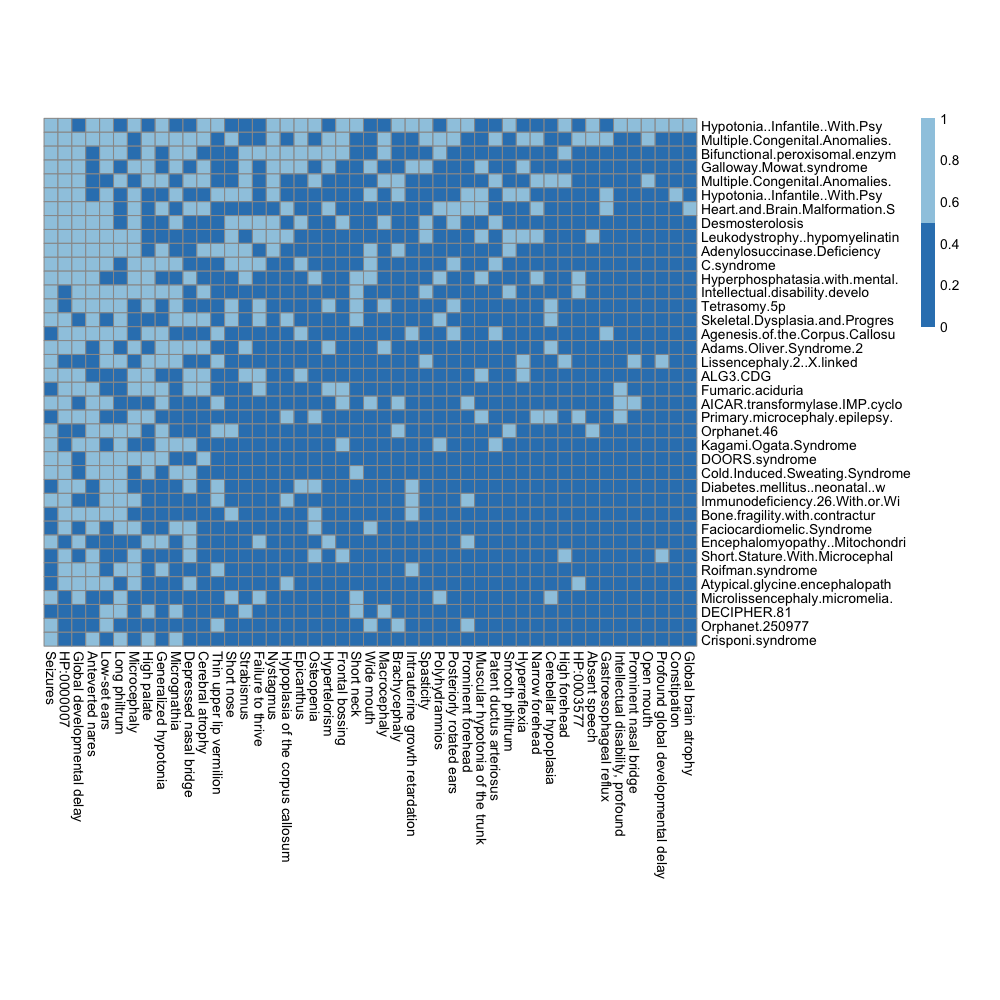 1
0.8
0.6
0.4
0.2
0
Hypotonia..Infantile..With.Psy
Multiple.Congenital.Anomalies.
Bifunctional.peroxisomal.enzym
Galloway.Mowat.syndrome
Multiple.Congenital.Anomalies.
Hypotonia..Infantile..With.Psy
Heart.and.Brain.Malformation.S
Desmosterolosis
Leukodystrophy..hypomyelinatin
Adenylosuccinase.Deficiency
C.syndrome
Hyperphosphatasia.with.mental.
Intellectual.disability.develo
Tetrasomy.5p
Skeletal.Dysplasia.and.Progres
Agenesis.of.the.Corpus.Callosu
Adams.Oliver.Syndrome.2
Lissencephaly.2..X.linked
ALG3.CDG
Fumaric.aciduria
AICAR.transformylase.IMP.cyclo
Primary.microcephaly.epilepsy.
Orphanet.46
Kagami.Ogata.Syndrome
DOORS.syndrome
Cold.Induced.Sweating.Syndrome
Diabetes.mellitus..neonatal..w
Immunodeficiency.26.With.or.Wi
Bone.fragility.with.contractur
Faciocardiomelic.Syndrome
Encephalomyopathy..Mitochondri
Short.Stature.With.Microcephal
Roifman.syndrome
Atypical.glycine.encephalopath
Microlissencephaly.micromelia.
DECIPHER.81
Orphanet.250977
Crisponi.syndrome
Seizures
HP:0000007
Global developmental delay
Anteverted nares
Low-set ears
Long philtrum
Microcephaly
High palate
Generalized hypotonia
Micrognathia
Depressed nasal bridge
Cerebral atrophy
Thin upper lip vermilion
Short nose
Strabismus
Failure to thrive
Nystagmus
Hypoplasia of the corpus callosum
Epicanthus
Osteopenia
Hypertelorism
Frontal bossing
Short neck
Wide mouth
Macrocephaly
Brachycephaly
Intrauterine growth retardation
Spasticity
Polyhydramnios
Posteriorly rotated ears
Prominent forehead
Muscular hypotonia of the trunk
Patent ductus arteriosus
Smooth philtrum
Hyperreflexia
Narrow forehead
Cerebellar hypoplasia
High forehead
HP:0003577
Absent speech
Gastroesophageal reflux
Intellectual disability, profound
Prominent nasal bridge
Open mouth
Profound global developmental delay
Constipation
Global brain atrophy